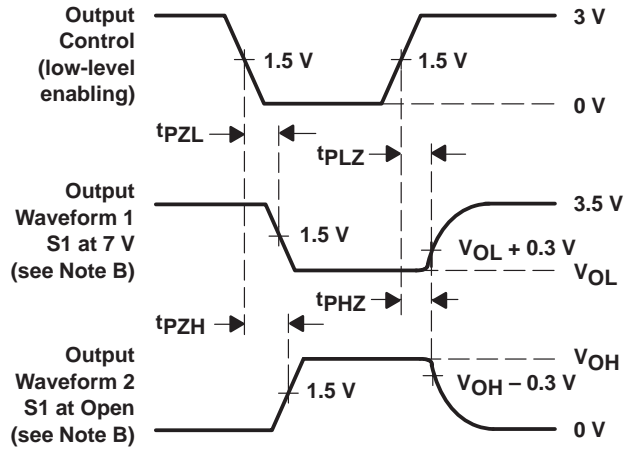 Output
Control
(low-level
enabling)
1.5 V
1.5 V
3 V
0 V
tPZL
tPLZ
Output
Waveform 1
S1 at 7 V
(see Note B)
1.5 V
3.5 V
VOL + 0.3 V
VOL
tPHZ
tPZH
Output
Waveform 2
S1 at Open
(see Note B)
1.5 V
VOH
VOH – 0.3 V
0 V